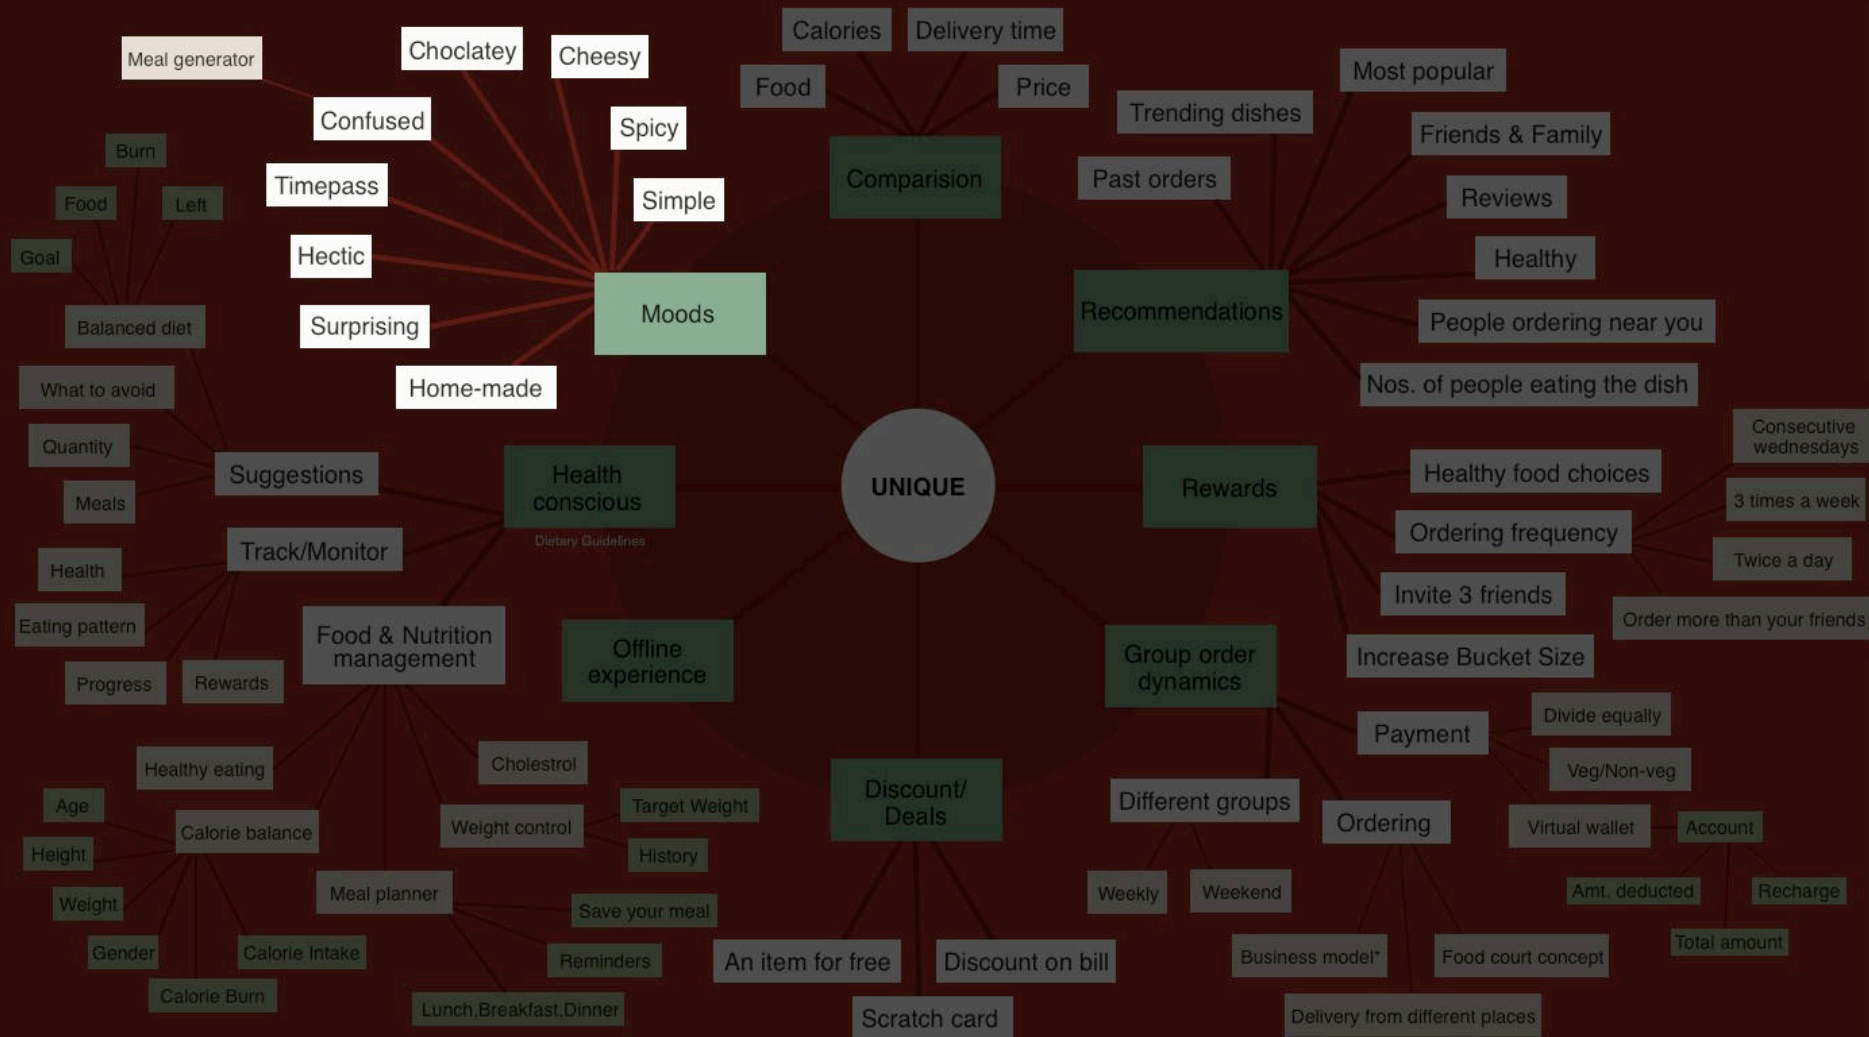 Meal generator
Choclatey
Cheesy
Confused
Spicy
Timepass
Simple
Hectic
Surprising
Home-made
Moods
Calories
Delivery time
Food
Price
Comparision
Most popular
Trending dishes
Friends & Family
Past orders
Reviews
Healthy
People ordering near you
Nos. of people eating the dish
Recommendations
Burn
Food
Left
Goal
Balanced diet
What to avoid
Quantity
Meals
Suggestions
Health
conscious
Dietary Guidelines
UNIQUE
Rewards
Healthy food choices
Consecutive
wednesdays
3 times a week
Ordering frequency
Twice a day
Invite 3 friends
Order more than your friends
Increase Bucket Size
Track/Monitor
Health
Eating pattern
Progress
Rewards
Food & Nutrition
management
Offline
experience
Group order
dynamics
Payment
Divide equally
Veg/Non-veg
Virtual wallet
Account
Amt. deducted
Recharge
Total amount
Different groups
Weekly
Weekend
Ordering
Business model*
Food court concept
Delivery from different places
Discount/
Deals
An item for free
Discount on bill
Scratch card
Healthy eating
Cholestrol
Age
Calorie balance
Height
Weight
Gender
Calorie Intake
Calorie Burn
Weight control
Target Weight
History
Meal planner
Save your meal
Reminders
Lunch,Breakfast,Dinner